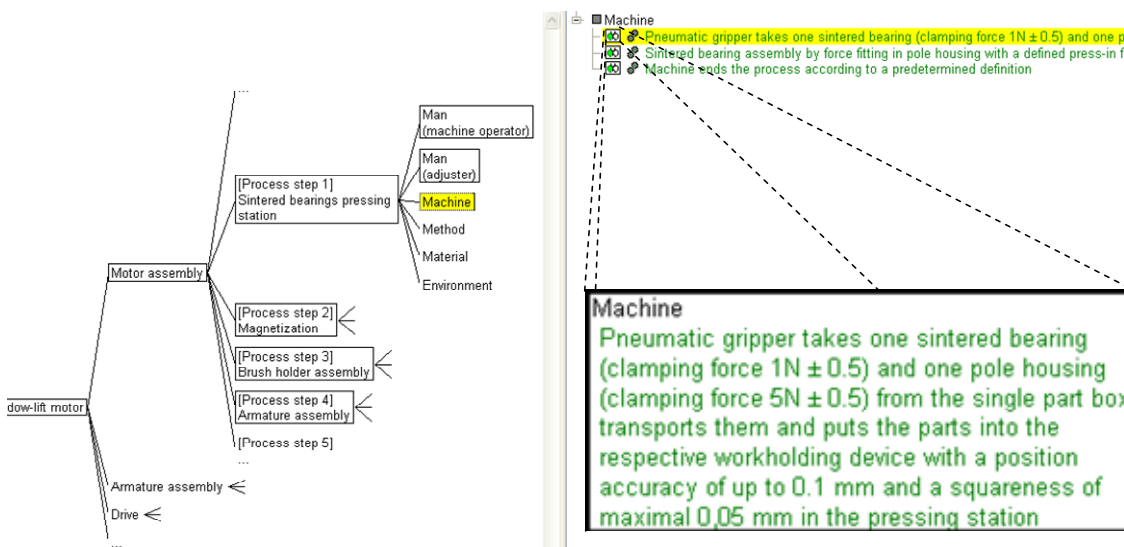 ...
Man
(machine operator)
Man
(adjuster)
[Process step 1]
Sintered bearings pressing
station
Machine
Method
Material
Environment
Motor assembly
[Process step 2]
Magnetization
[Process step 3]
Brush holder assembly
[Process step 4]
Armature assembly
[Process step 5]
...
dow-lift motor
Armature assembly
Drive
...
Machine
Pneumatic gripper takes one sintered bearing (clamping force 1N ± 0.5) and one p
Sintered bearing assembly by force fitting in pole housing with a defined press-in f
Machine ends the process according to a predetermined definition
Machine
Pneumatic gripper takes one sintered bearing
(clamping force 1N ± 0.5) and one pole housing
(clamping force 5N ± 0.5) from the single part box
transports them and puts the parts into the
respective workholding device with a position
accuracy of up to 0.1 mm and a squareness of
maximal 0,05 mm in the pressing station